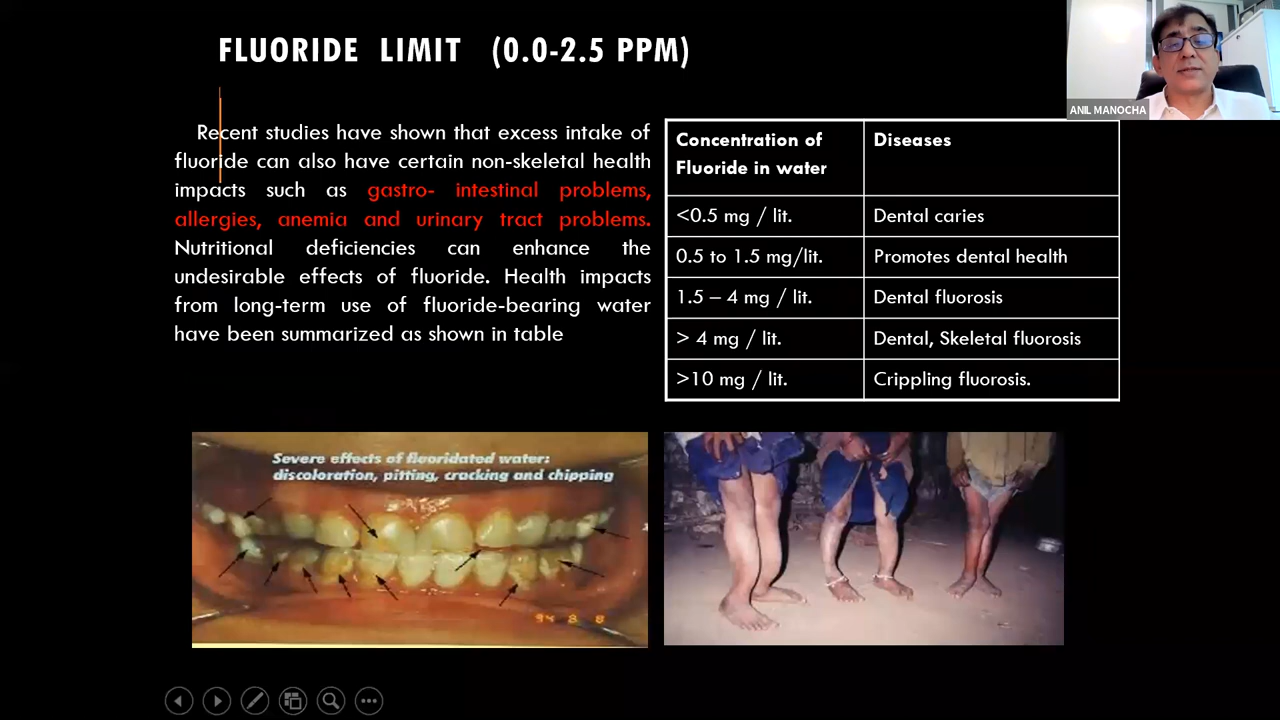 FLUORIDE LIMIT (0.0-2.5 PPM)
ANIL MANOCHA
Recent studies have shown that excess intake of
fluoride can also have certain non-skeletal health
impacts such as gastro- intestinal problems,
allergies, anemia and urinary tract problems.
Nutritional deficiencies can enhance the
undesirable effects of fluoride. Health impacts
from long-term use of fluoride-bearing water
have been summarized as shown in table
Concentration of Fluoride in water Diseases
<0.5 mg / lit. Dental caries
0.5 to 1.5 mg/lit. Promotes dental health
1.5 – 4 mg / lit. Dental fluorosis
> 4 mg / lit. Dental, Skeletal fluorosis
>10 mg / lit. Crippling fluorosis.
Severe effects of fleoridated water:
discoloration, pitting, cracking and chipping
94 8 8